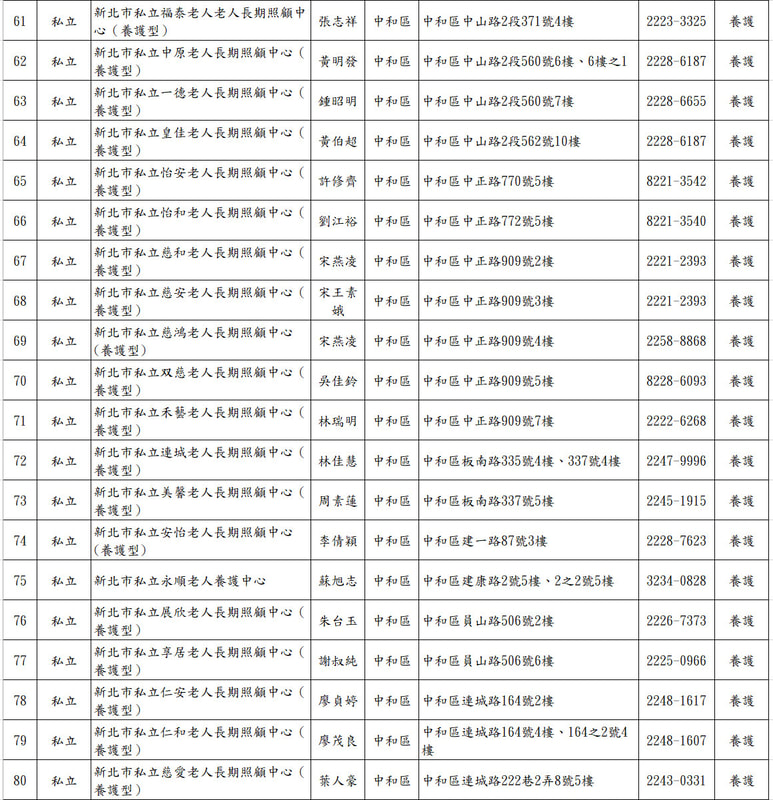 61 私立 新北市私立福泰老人老人長期照顧中心（養護型） 張志祥 中和區 中和區中山路2段371號4樓 2223-3325 養護
62 私立 新北市私立中原老人長期照顧中心（養護型） 黃明發 中和區 中和區中山路2段560號6樓、6樓之1 2228-6187 養護
63 私立 新北市私立一德老人長期照顧中心（養護型） 鍾昭明 中和區 中和區中山路2段560號7樓 2228-6655 養護
64 私立 新北市私立皇佳老人長期照顧中心（養護型） 黃伯超 中和區 中和區中山路2段562號10樓 2228-6187 養護
65 私立 新北市私立怡安老人長期照顧中心（養護型） 許修齊 中和區 中和區中正路770號5樓 8221-3542 養護
66 私立 新北市私立怡和老人長期照顧中心（養護型） 劉江裕 中和區 中和區中正路772號5樓 8221-3540 養護
67 私立 新北市私立慈和老人長期照顧中心（養護型） 宋燕凌 中和區 中和區中正路909號2樓 2221-2393 養護
68 私立 新北市私立慈安老人長期照顧中心（養護型） 宋王素娥 中和區 中和區中正路909號3樓 2221-2393 養護
69 私立 新北市私立慈鴻老人長期照顧中心(養護型) 宋燕凌 中和區 中和區中正路909號4樓 2258-8868 養護
70 私立 新北市私立双慈老人長期照顧中心（養護型） 吳佳鈴 中和區 中和區中正路909號5樓 8228-6093 養護
71 私立 新北市私立禾藝老人長期照顧中心（養護型） 林瑞明 中和區 中和區中正路909號7樓 2222-6268 養護
72 私立 新北市私立連城老人長期照顧中心（養護型） 林佳慧 中和區 中和區板南路335號4樓、337號4樓 2247-9996 養護
73 私立 新北市私立美馨老人長期照顧中心（養護型） 周素蓮 中和區 中和區板南路337號5樓 2245-1915 養護
74 私立 新北市私立安怡老人長期照顧中心(養護型) 李倩穎 中和區 中和區建一路87號3樓 2228-7623 養護
75 私立 新北市私立永順老人養護中心 蘇旭志 中和區 中和區建康路2號5樓、2之2號5樓 3234-0828 養護
76 私立 新北市私立展欣老人長期照顧中心（養護型） 朱台玉 中和區 中和區員山路506號2樓 2226-7373 養護
77 私立 新北市私立享居老人長期照顧中心（養護型） 謝叔純 中和區 中和區員山路506號6樓 2225-0966 養護
78 私立 新北市私立仁安老人長期照顧中心（養護型） 廖貞婷 中和區 中和區連城路164號2樓 2248-1617 養護
79 私立 新北市私立仁和老人長期照顧中心（養護型） 廖茂良 中和區 中和區連城路164號4樓、164之2號4樓 2248-1607 養護
80 私立 新北市私立慈愛老人長期照顧中心（養護型） 葉人豪 中和區 中和區連城路222巷2弄8號5樓 2243-0331 養護